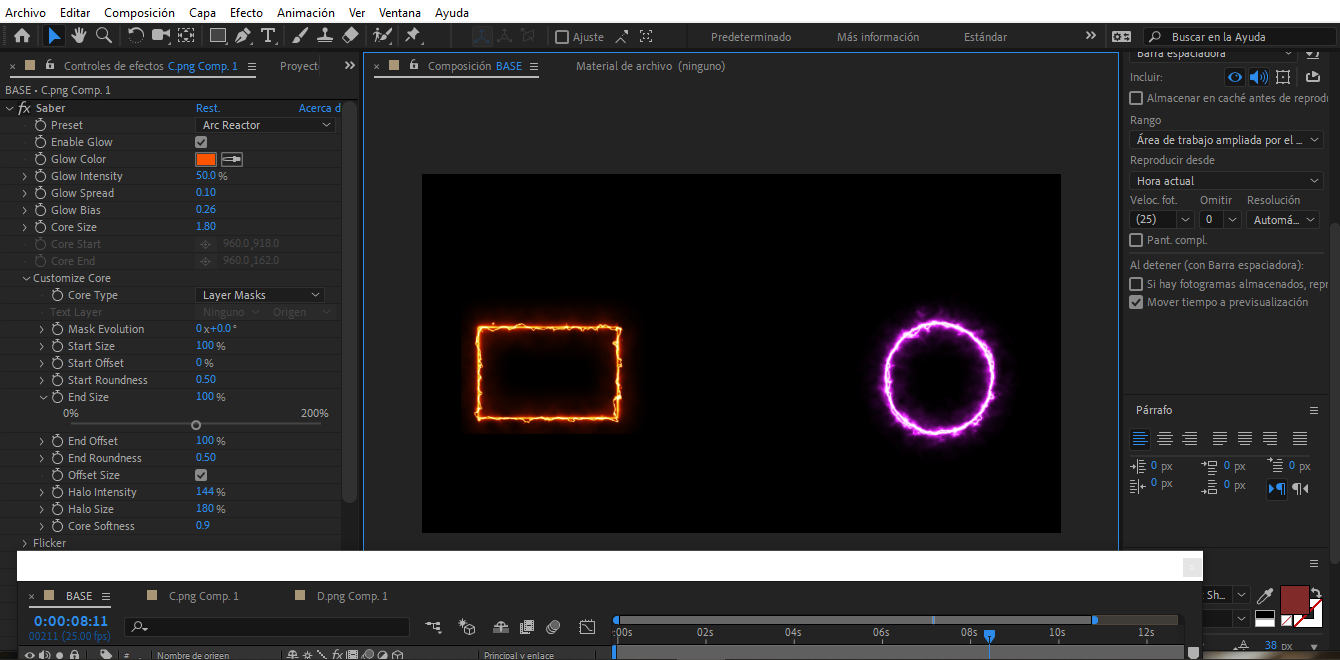 Archivo Editar Composición Capa Efecto Animación Ver Ventana Ayuda
Ajuste Predeterminado Más información Estándar Buscar en la Ayuda
Controles de efectos C.png Comp. 1 Proyect
BASE • C.png Comp. 1
fx Saber Rest. Acerca d
Preset Arc Reactor
Enable Glow
Glow Color
Glow Intensity 50.0 %
Glow Spread 0.10
Glow Bias 0.26
Core Size 1.80
Core Start 960.0,918.0
Core End 960.0,162.0
Customize Core
Core Type Layer Masks
Text Layer Ninguno Origen
Mask Evolution 0 x+0.0 °
Start Size 100 %
Start Offset 0 %
Start Roundness 0.50
End Size 100 %
0% 200%
End Offset 100 %
End Roundness 0.50
Offset Size
Halo Intensity 144 %
Halo Size 180 %
Core Softness 0.9
Flicker
Composición BASE Material de archivo (ninguno)
Barra espaciadora
Incluir:
Almacenar en caché antes de reprodu
Rango
Área de trabajo ampliada por el ...
Reproducir desde
Hora actual
Veloc. fot. Omitir Resolución
(25) 0 Automá...
Pant. compl.
Al detener (con Barra espaciadora):
Si hay fotogramas almacenados, repr
Mover tiempo a previsualización
Párrafo
0 px 0 px 0 px
0 px 0 px
Sh...
38 px
BASE C.png Comp. 1 D.png Comp. 1
0:00:08:11
00211 (25.00 fps)
:00s 02s 04s 06s 08s 10s 12s
# Nombre de origen fx Principal y enlace